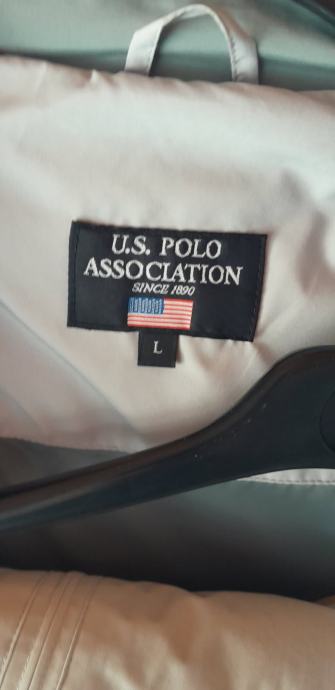 U.S. POLO
ASSOCIATION
SINCE 1890
L